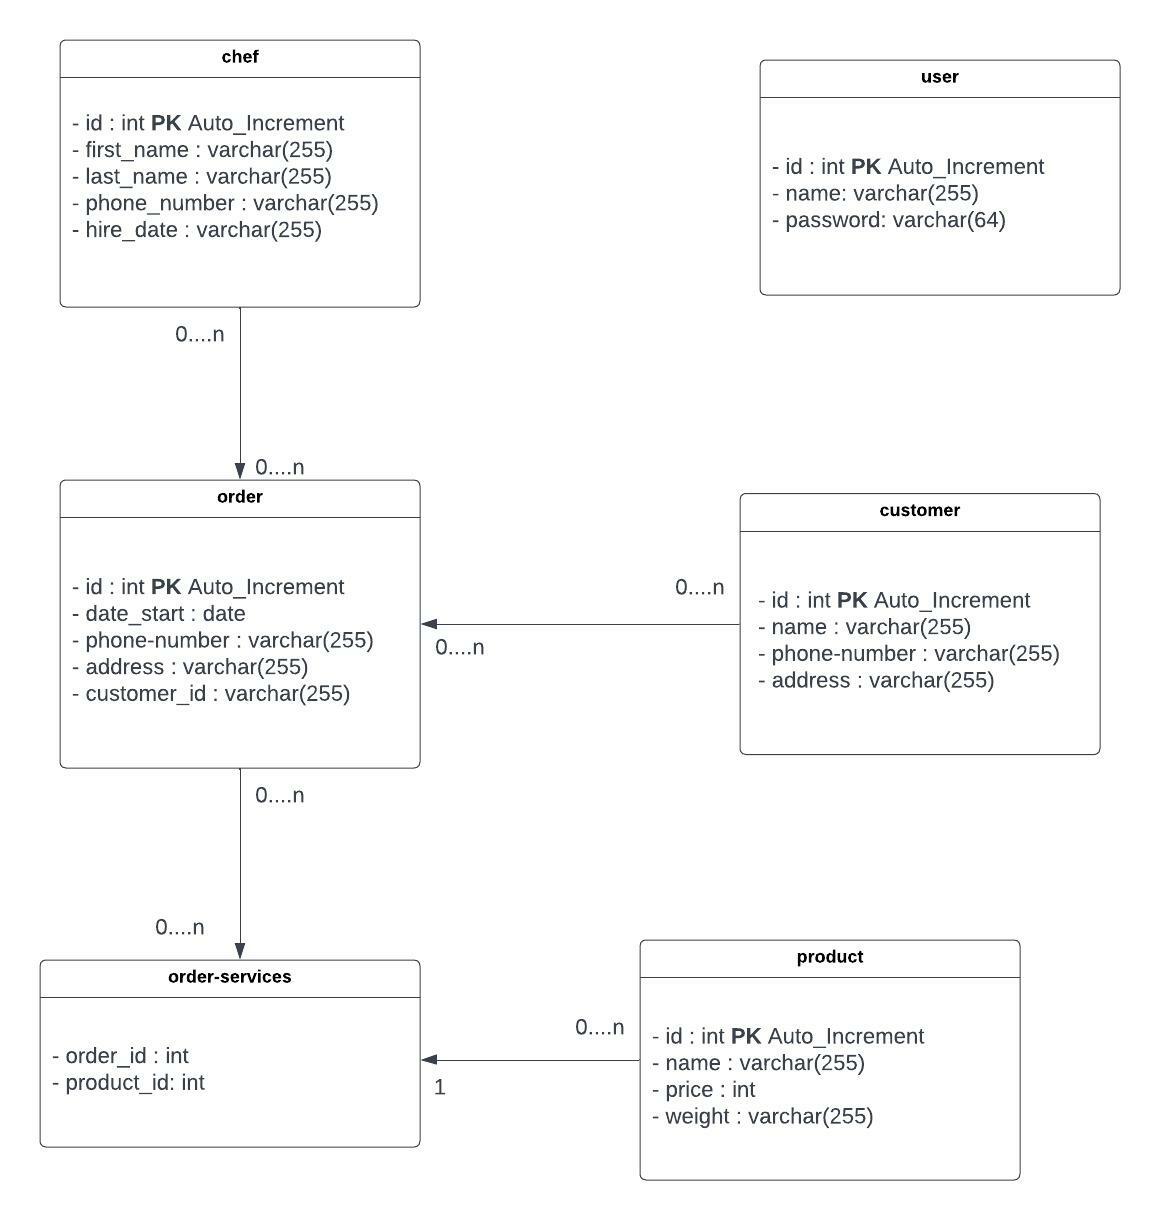 chef
- id : int PK Auto_Increment
- first_name : varchar(255)
- last_name : varchar(255)
- phone_number : varchar(255)
- hire_date : varchar(255)
user
- id : int PK Auto_Increment
- name: varchar(255)
- password: varchar(64)
0....n
0....n
order
- id : int PK Auto_Increment
- date_start : date
- phone-number : varchar(255)
- address : varchar(255)
- customer_id : varchar(255)
customer
- id : int PK Auto_Increment
- name : varchar(255)
- phone-number : varchar(255)
- address : varchar(255)
0....n
0....n
0....n
0....n
order-services
- order_id : int
- product_id: int
product
- id : int PK Auto_Increment
- name : varchar(255)
- price : int
- weight : varchar(255)
0....n
1